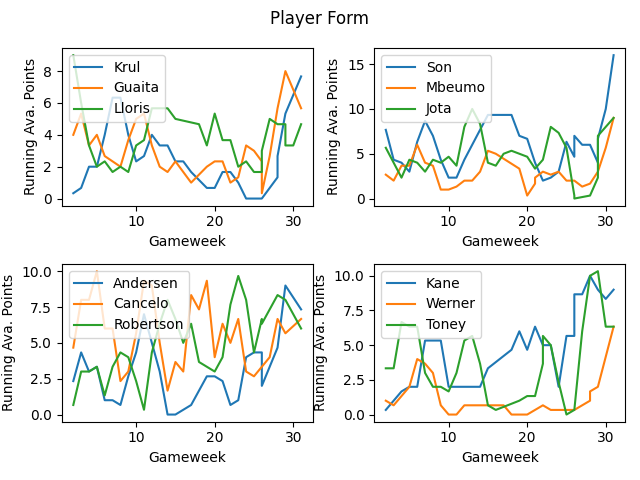 Player Form
Running Ava. Points
8
6
4
2
0
Krul
Guaita
Lloris
10
20
30
Gameweek
Running Ava. Points
15
10
5
0
Son
Mbeumo
Jota
10
20
30
Gameweek
Running Ava. Points
10.0
7.5
5.0
2.5
0.0
Andersen
Cancelo
Robertson
10
20
30
Gameweek
Running Ava. Points
10.0
7.5
5.0
2.5
0.0
Kane
Werner
Toney
10
20
30
Gameweek